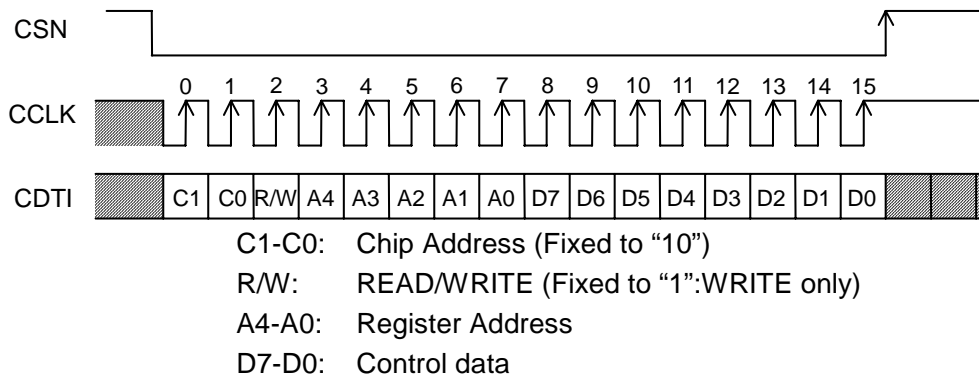 CSN
0 1 2 3 4 5 6 7 8 9 10 11 12 13 14 15
CCLK
CDTI C1 C0 R/W A4 A3 A2 A1 A0 D7 D6 D5 D4 D3 D2 D1 D0
C1-C0: Chip Address (Fixed to “10”)
R/W: READ/WRITE (Fixed to “1”:WRITE only)
A4-A0: Register Address
D7-D0: Control data